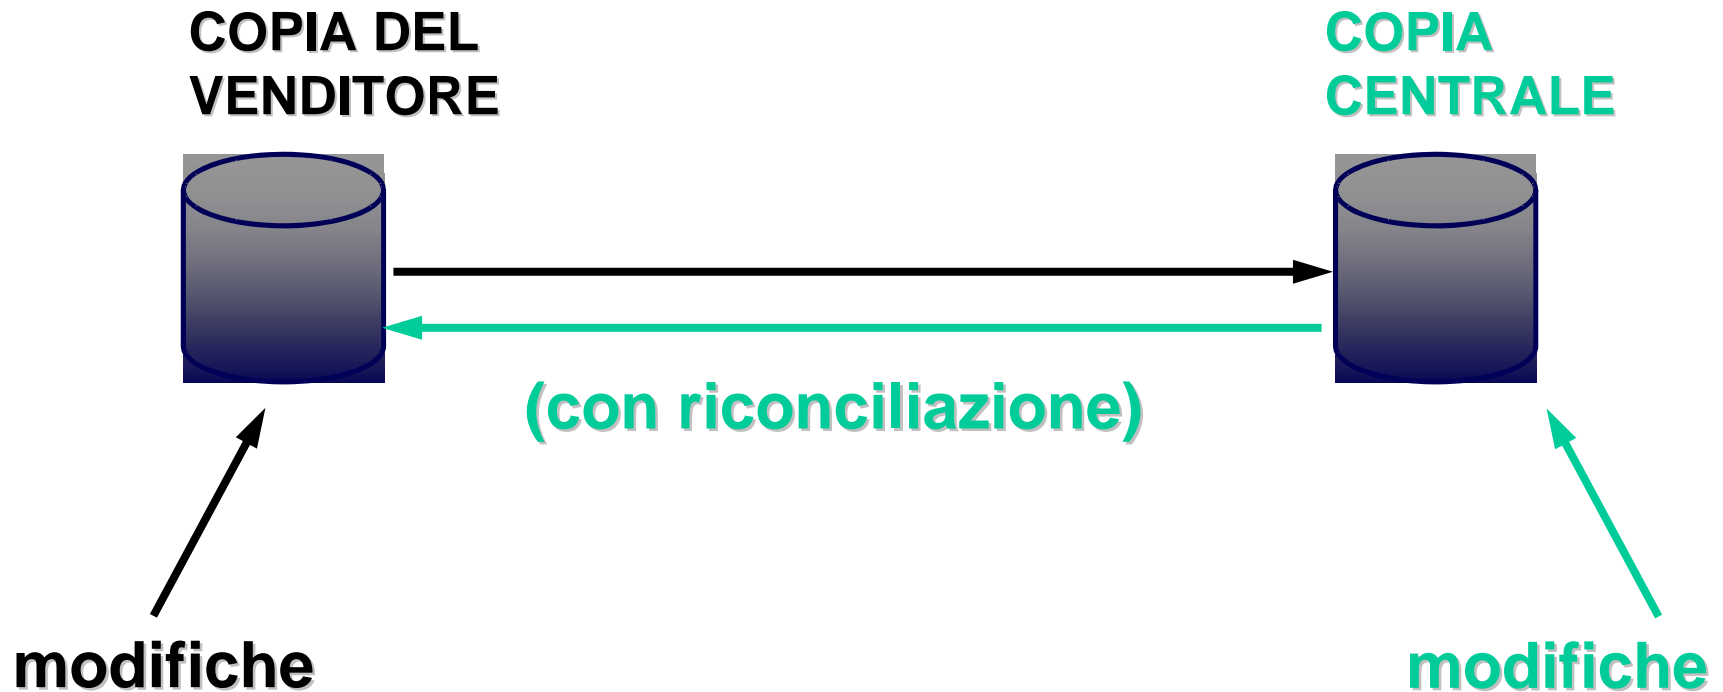 COPIA DEL
VENDITORE
COPIA
CENTRALE
(con riconciliazione)
modifiche
modifiche